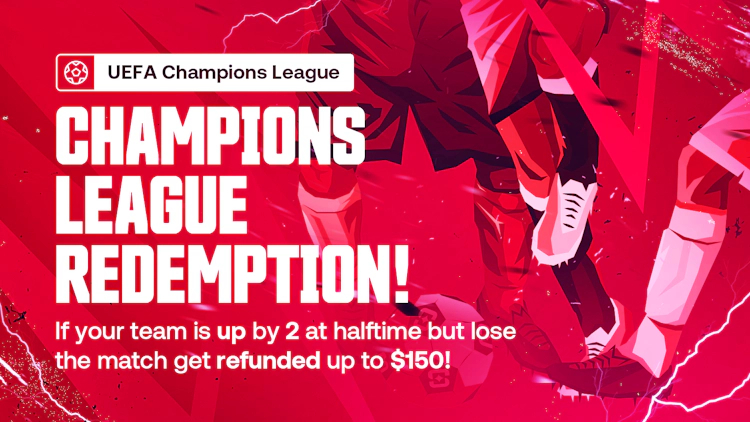 UEFA Champions League
CHAMPIONS
LEAGUE
REDEMPTION!
If your team is up by 2 at halftime but lose
the match get refunded up to $150!